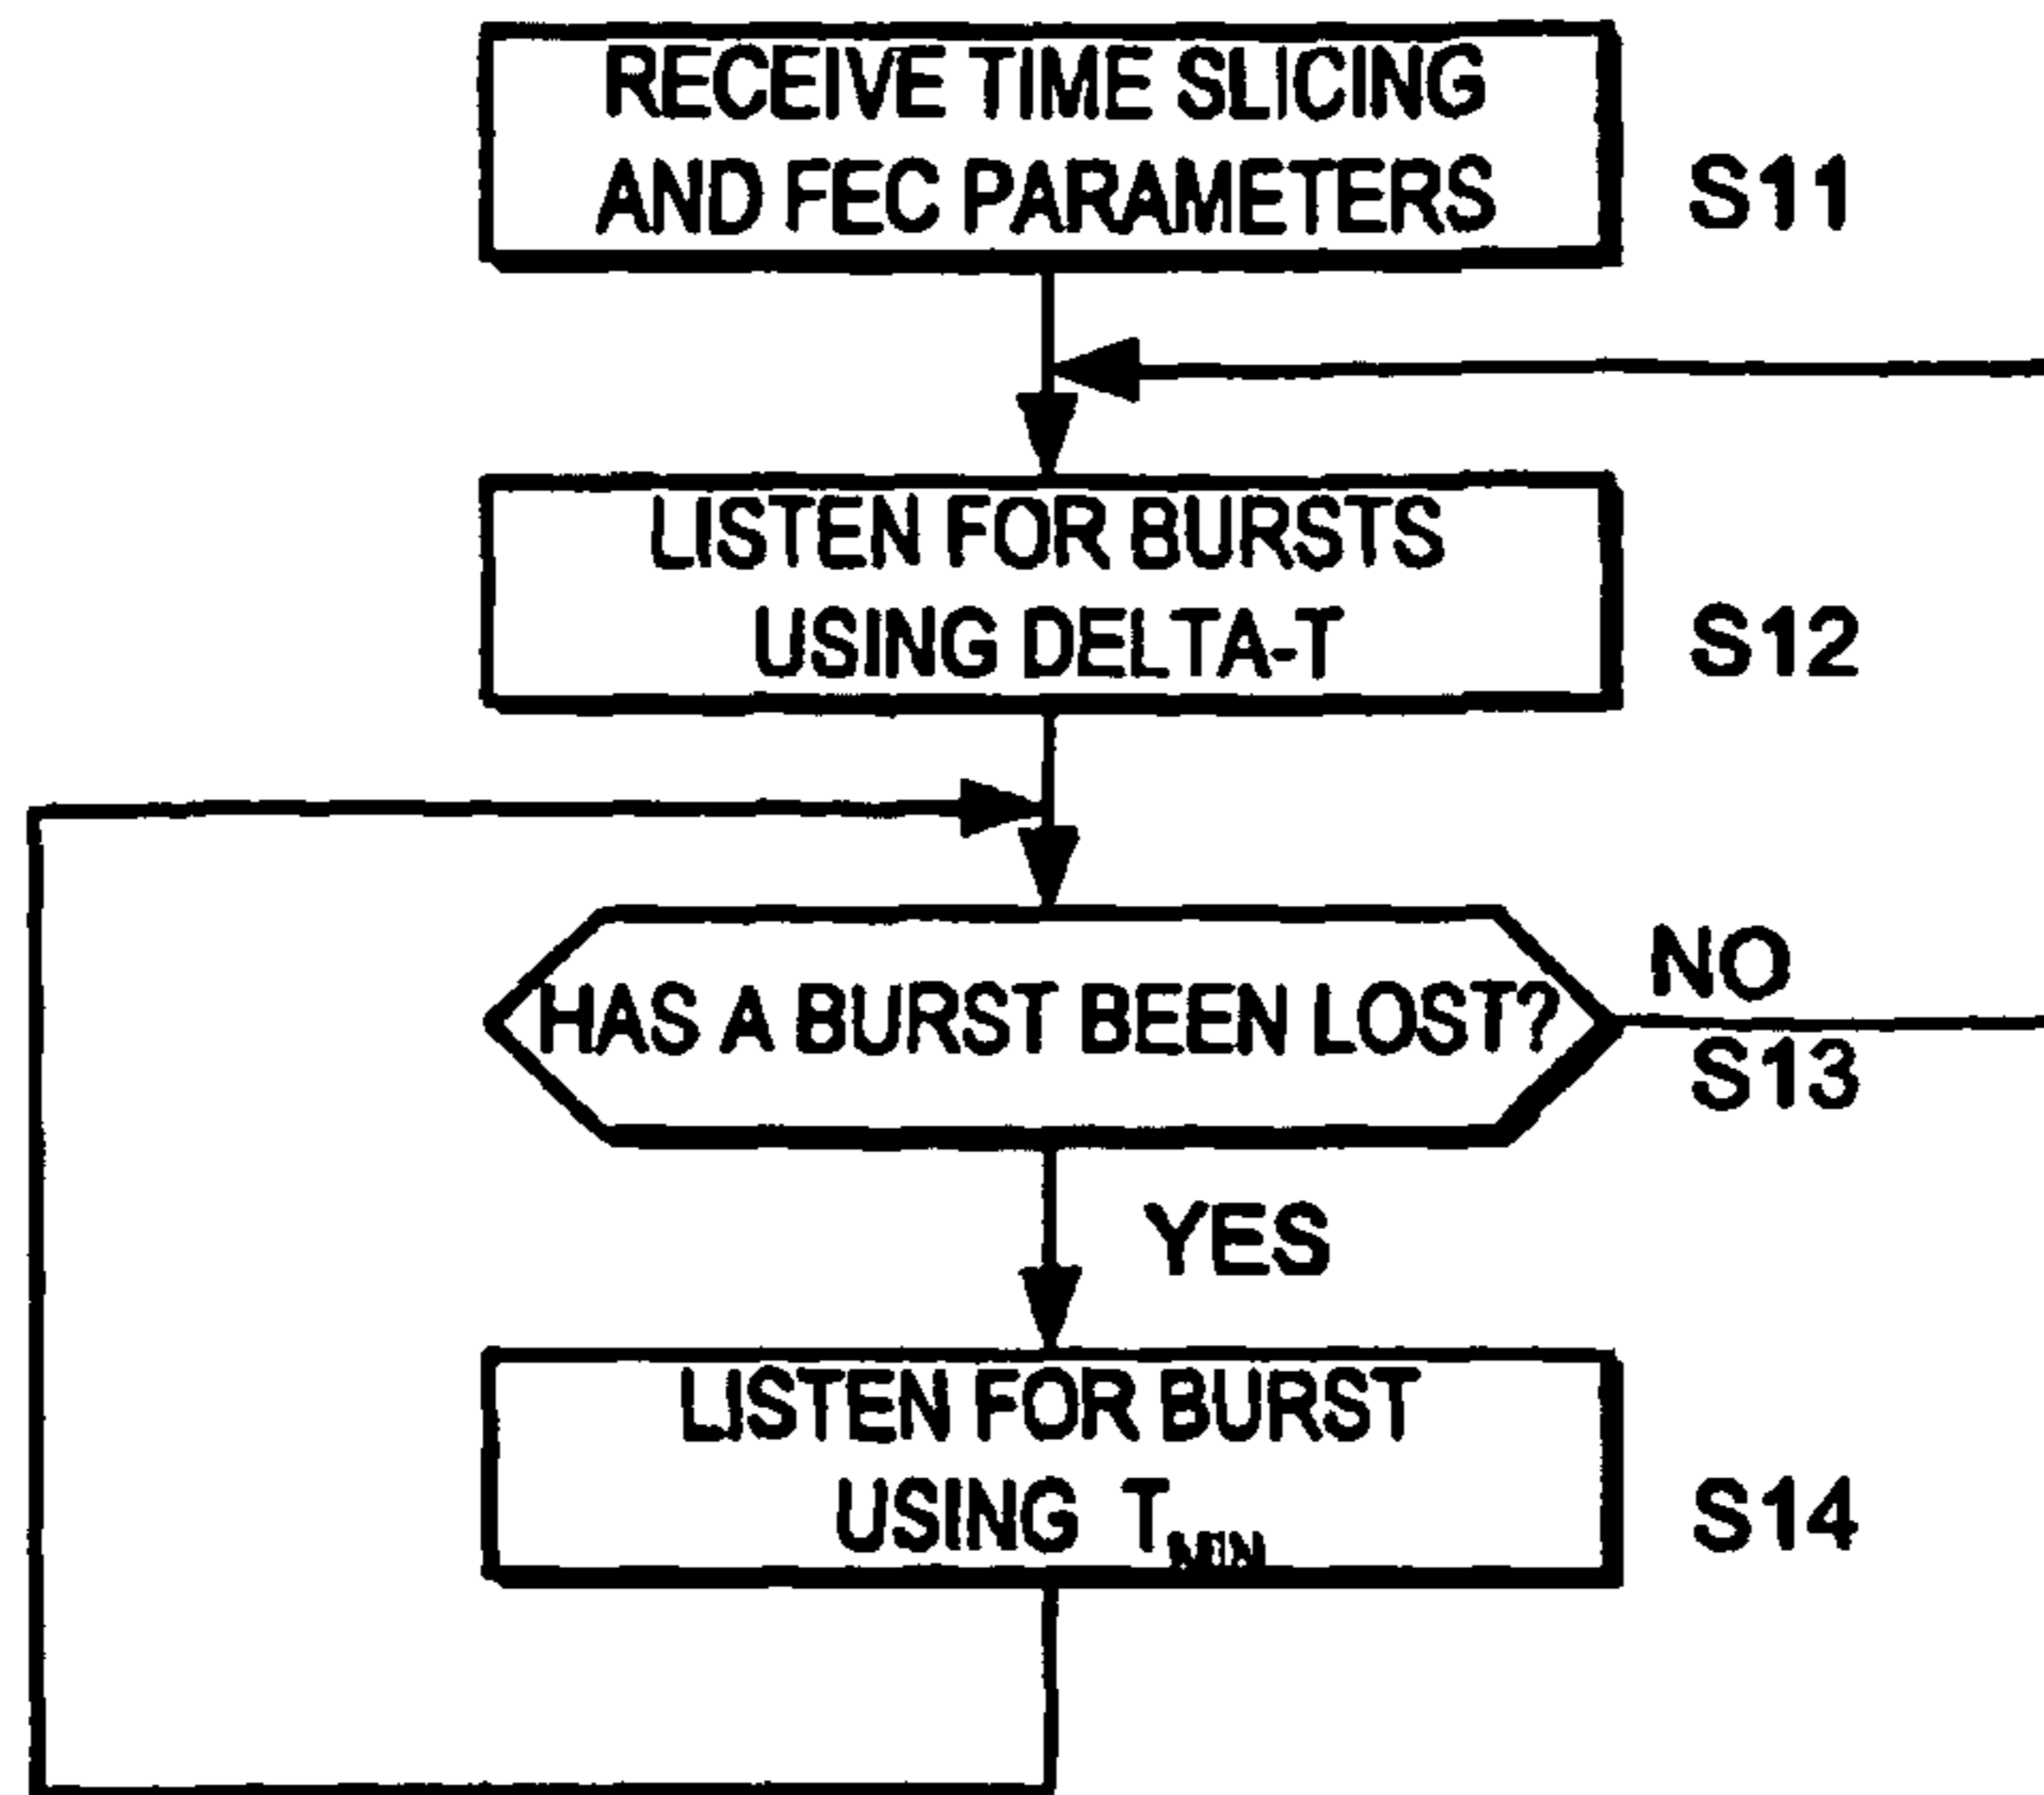 RECEIVE TIME SLICING
AND FEC PARAMETERS
S11
LISTEN FOR BURSTS
USING DELTA-T
S12
HAS A BURST BEEN LOST?
NO
S13
YES
LISTEN FOR BURST
USING TMIN
S14